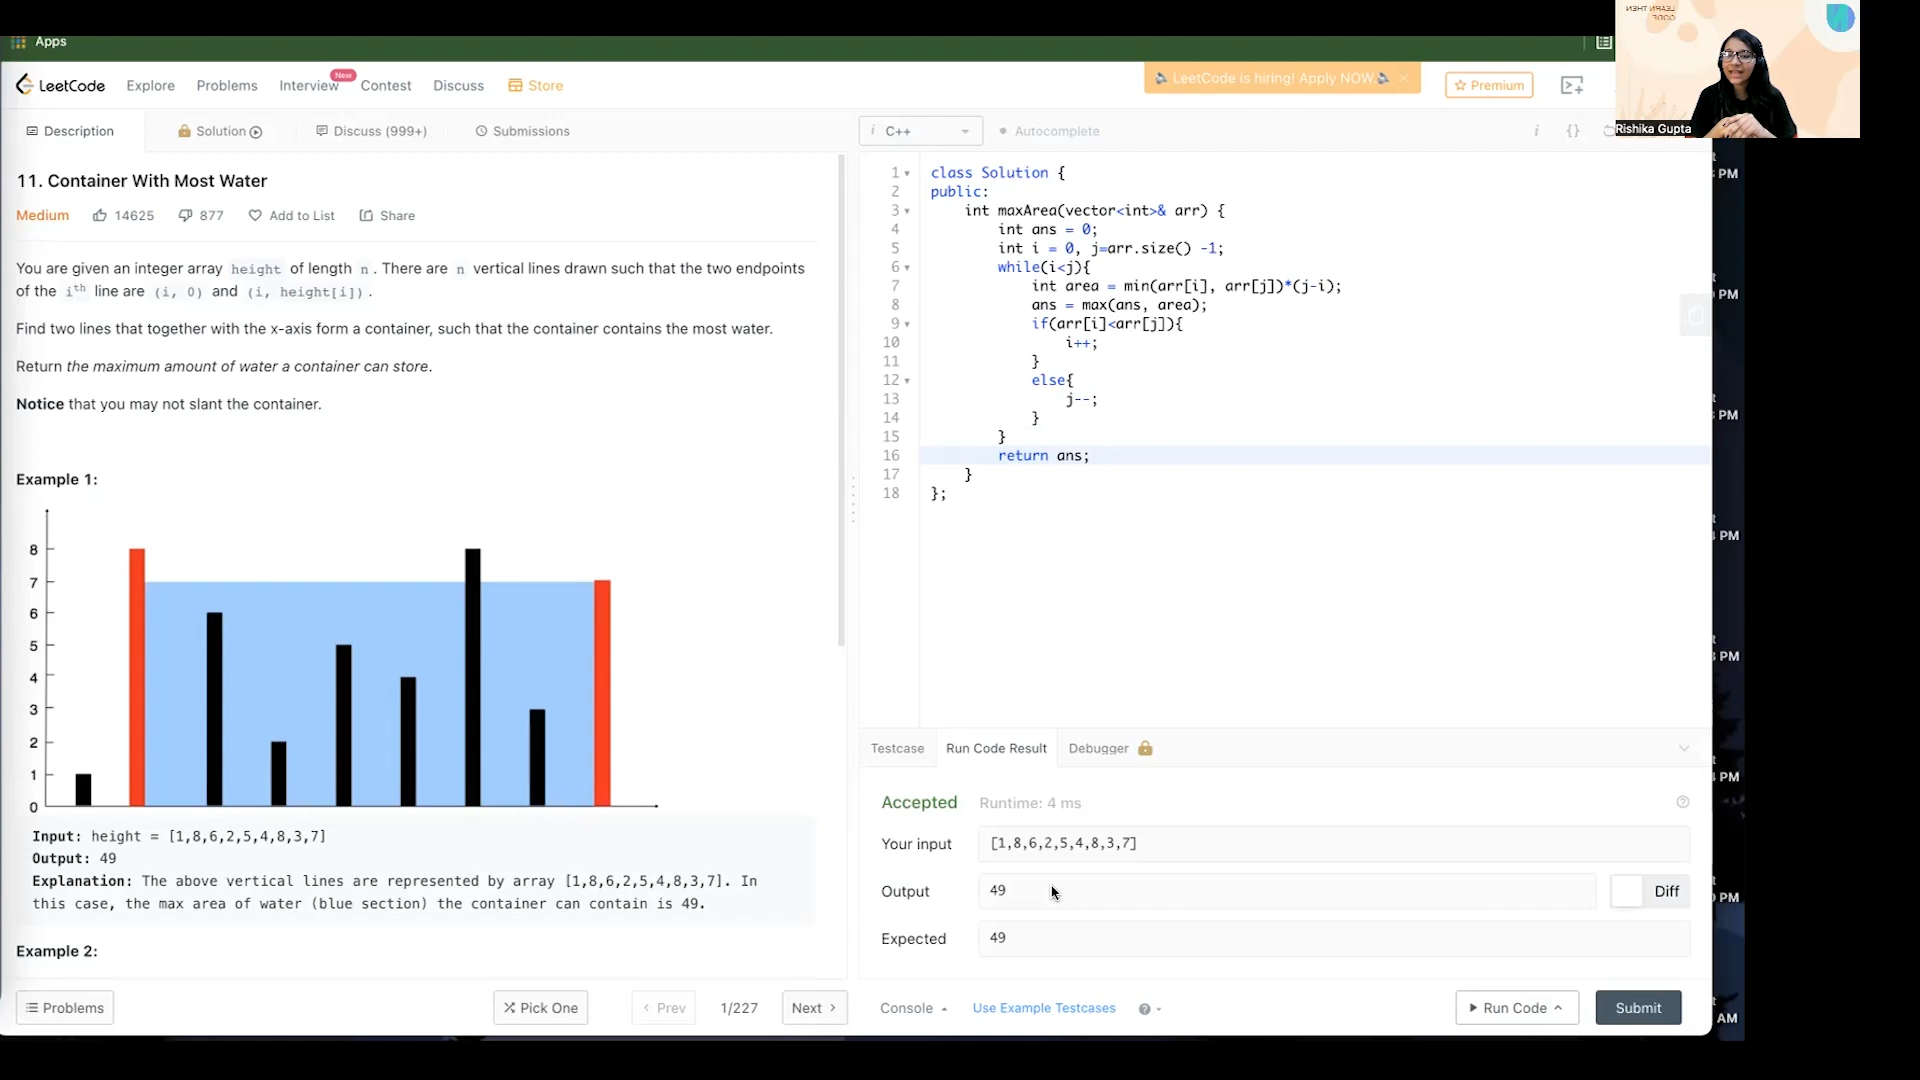 Apps
LEARN THEN
CODE
Rishika Gupta
LeetCode
Explore
Problems
Interview
New
Contest
Discuss
Store
LeetCode is hiring! Apply NOW
Premium
Description
Solution
Discuss (999+)
Submissions
C++
Autocomplete
11. Container With Most Water
Medium
14625
877
Add to List
Share
You are given an integer array height of length n. There are n vertical lines drawn such that the two endpoints
of the ith line are (i, 0) and (i, height[i]).
Find two lines that together with the x-axis form a container, such that the container contains the most water.
Return the maximum amount of water a container can store.
Notice that you may not slant the container.
Example 1:
8
7
6
5
4
3
2
1
0
Input: height = [1,8,6,2,5,4,8,3,7]
Output: 49
Explanation: The above vertical lines are represented by array [1,8,6,2,5,4,8,3,7]. In
this case, the max area of water (blue section) the container can contain is 49.
Example 2:
Problems
Pick One
Prev
1/227
Next
1 class Solution {
2 public:
3 int maxArea(vector<int>& arr) {
4 int ans = 0;
5 int i = 0, j=arr.size() -1;
6 while(i<j){
7 int area = min(arr[i], arr[j])*(j-i);
8 ans = max(ans, area);
9 if(arr[i]<arr[j]){
10 i++;
11 }
12 else{
13 j--;
14 }
15 }
16 return ans;
17 }
18 };
Testcase
Run Code Result
Debugger
Accepted
Runtime: 4 ms
Your input
[1,8,6,2,5,4,8,3,7]
Output
49
Diff
Expected
49
Console
Use Example Testcases
Run Code
Submit